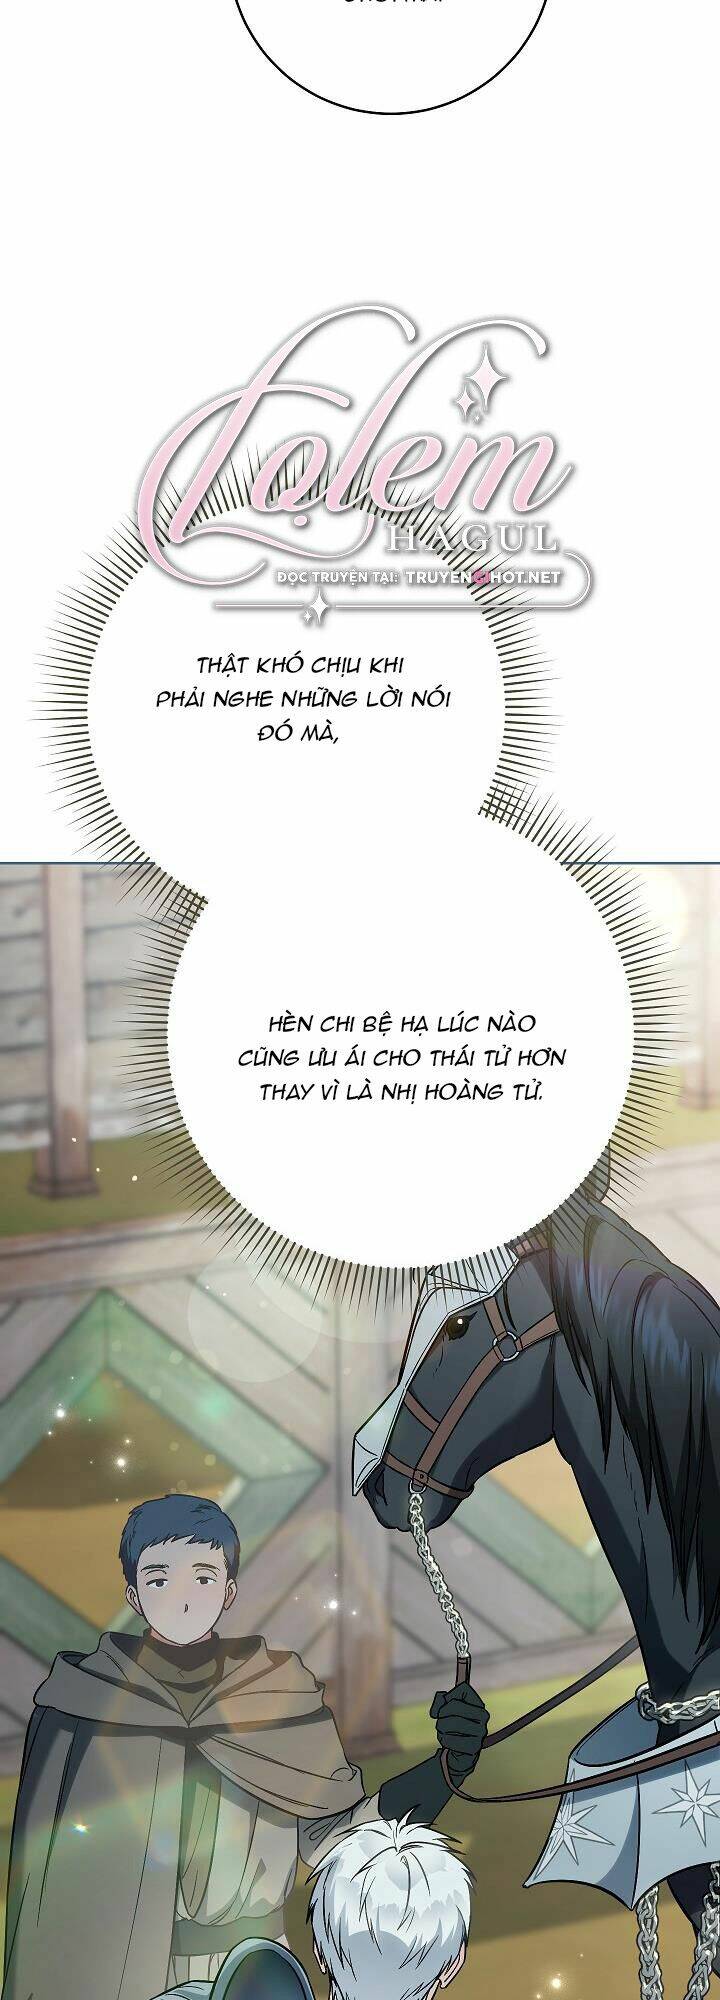 Lọlem
HAGUL
ĐỌC TRUYỆN TẠI: TRUYENGIHOT.NET
THẬT KHÓ CHỊU KHI
PHẢI NGHE NHỮNG LỜI NÓI
ĐÓ MÀ,
HÈN CHI BỆ HẠ LÚC NÀO
CŨNG ƯU ÁI CHO THÁI TỬ HƠN
THAY VÌ LÀ NHỊ HOÀNG TỬ.